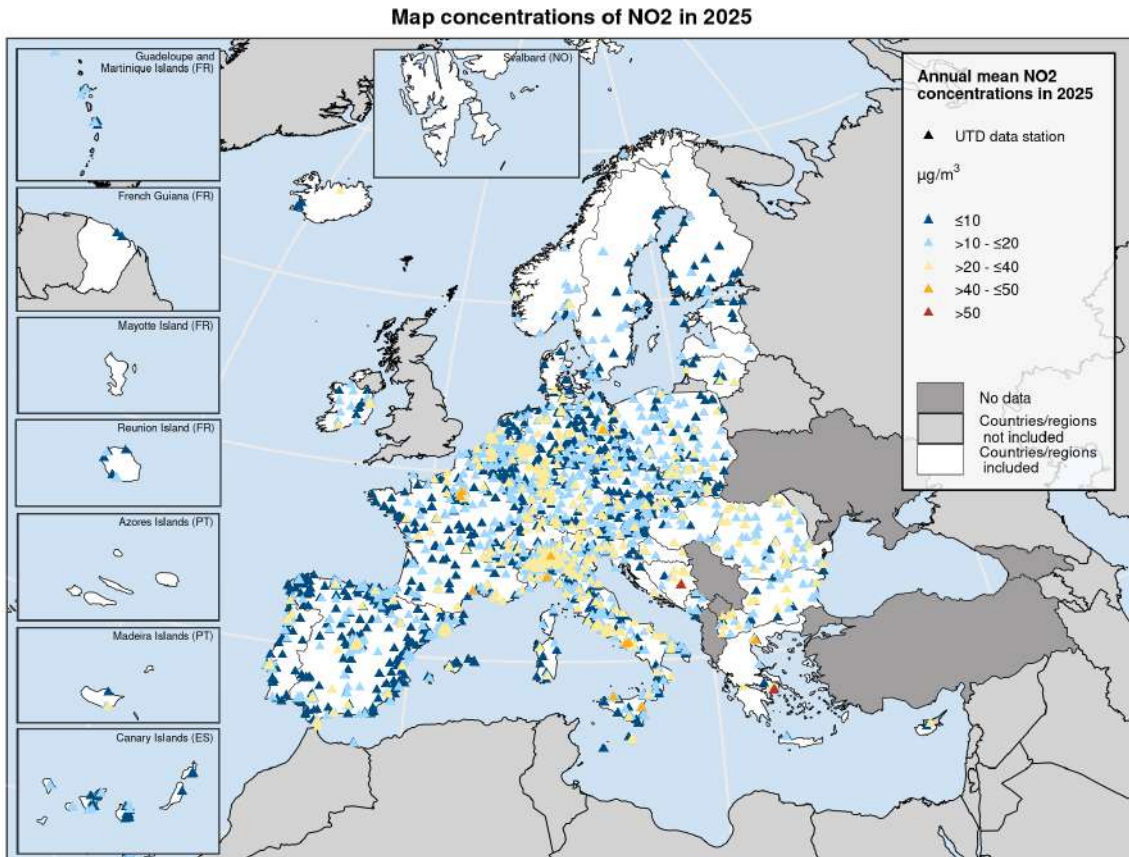 Map concentrations of NO2 in 2025
Guadeloupe and
Martinique Islands (FR)
Svalbard (NO)
French Guiana (FR)
Mayotte Island (FR)
Reunion Island (FR)
Azores Islands (PT)
Madeira Islands (PT)
Canary Islands (ES)
Annual mean NO2
concentrations in 2025
UTD data station
µg/m³
≤10
>10 - ≤20
>20 - ≤40
>40 - ≤50
>50
No data
Countries/regions
not included
Countries/regions
included